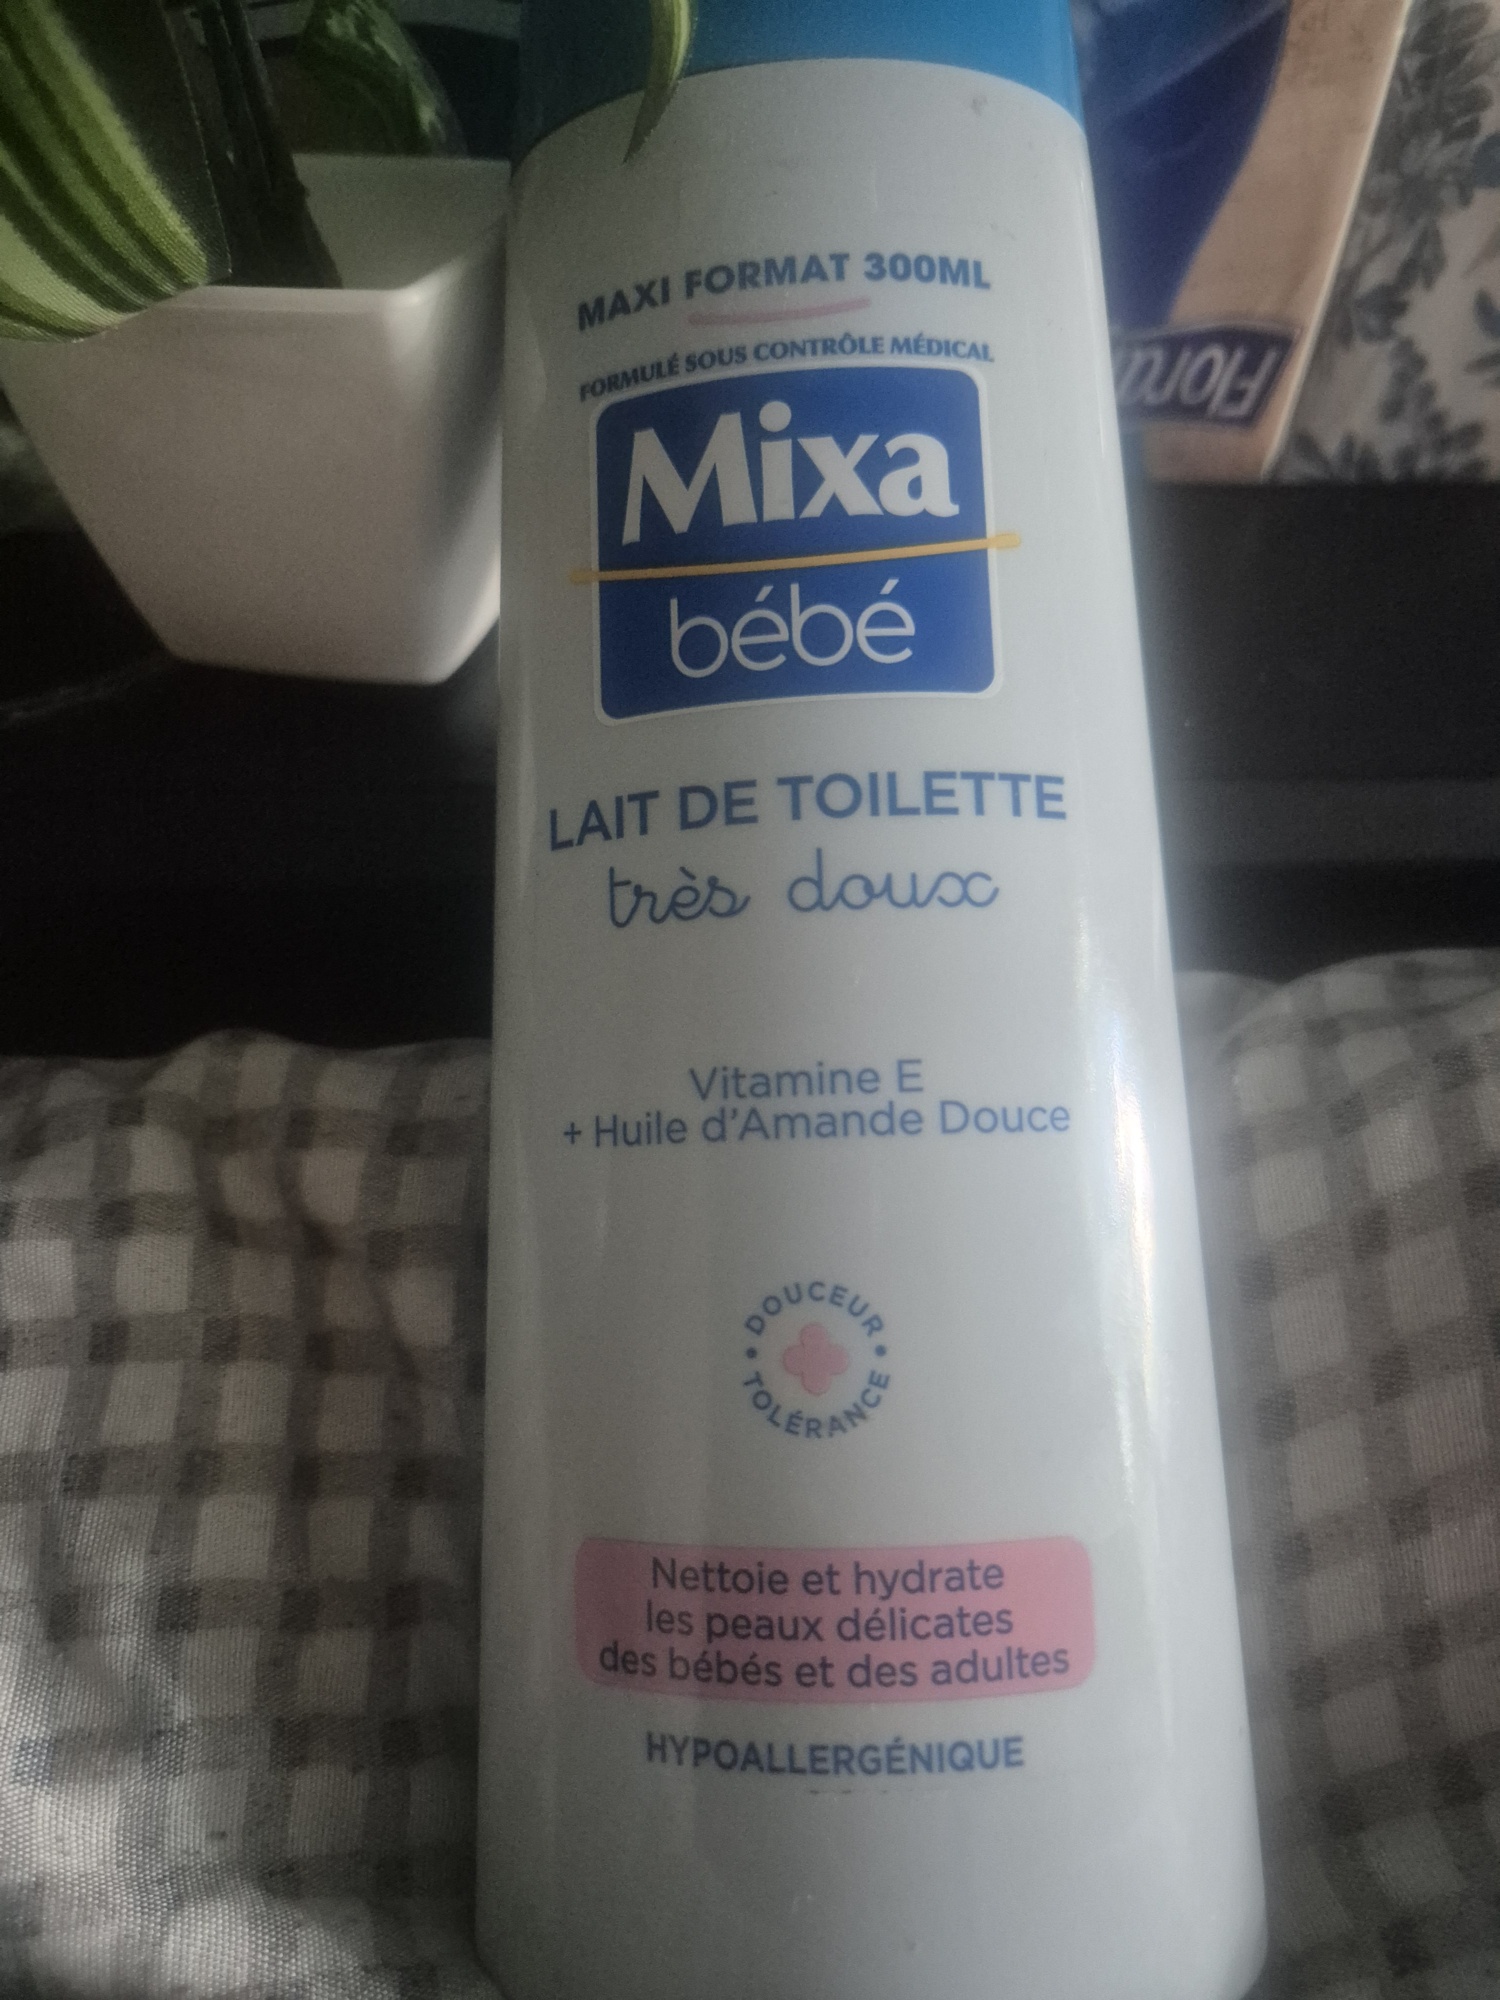 MAXI FORMAT 300ML
FORMULÉ SOUS CONTRÔLE MÉDICAL
Mixa
bébé
LAIT DE TOILETTE
très doux
Vitamine E
+ Huile d'Amande Douce
DOUCEUR
TOLÉRANCE
Nettoie et hydrate
les peaux délicates
des bébés et des adultes
HYPOALLERGÉNIQUE